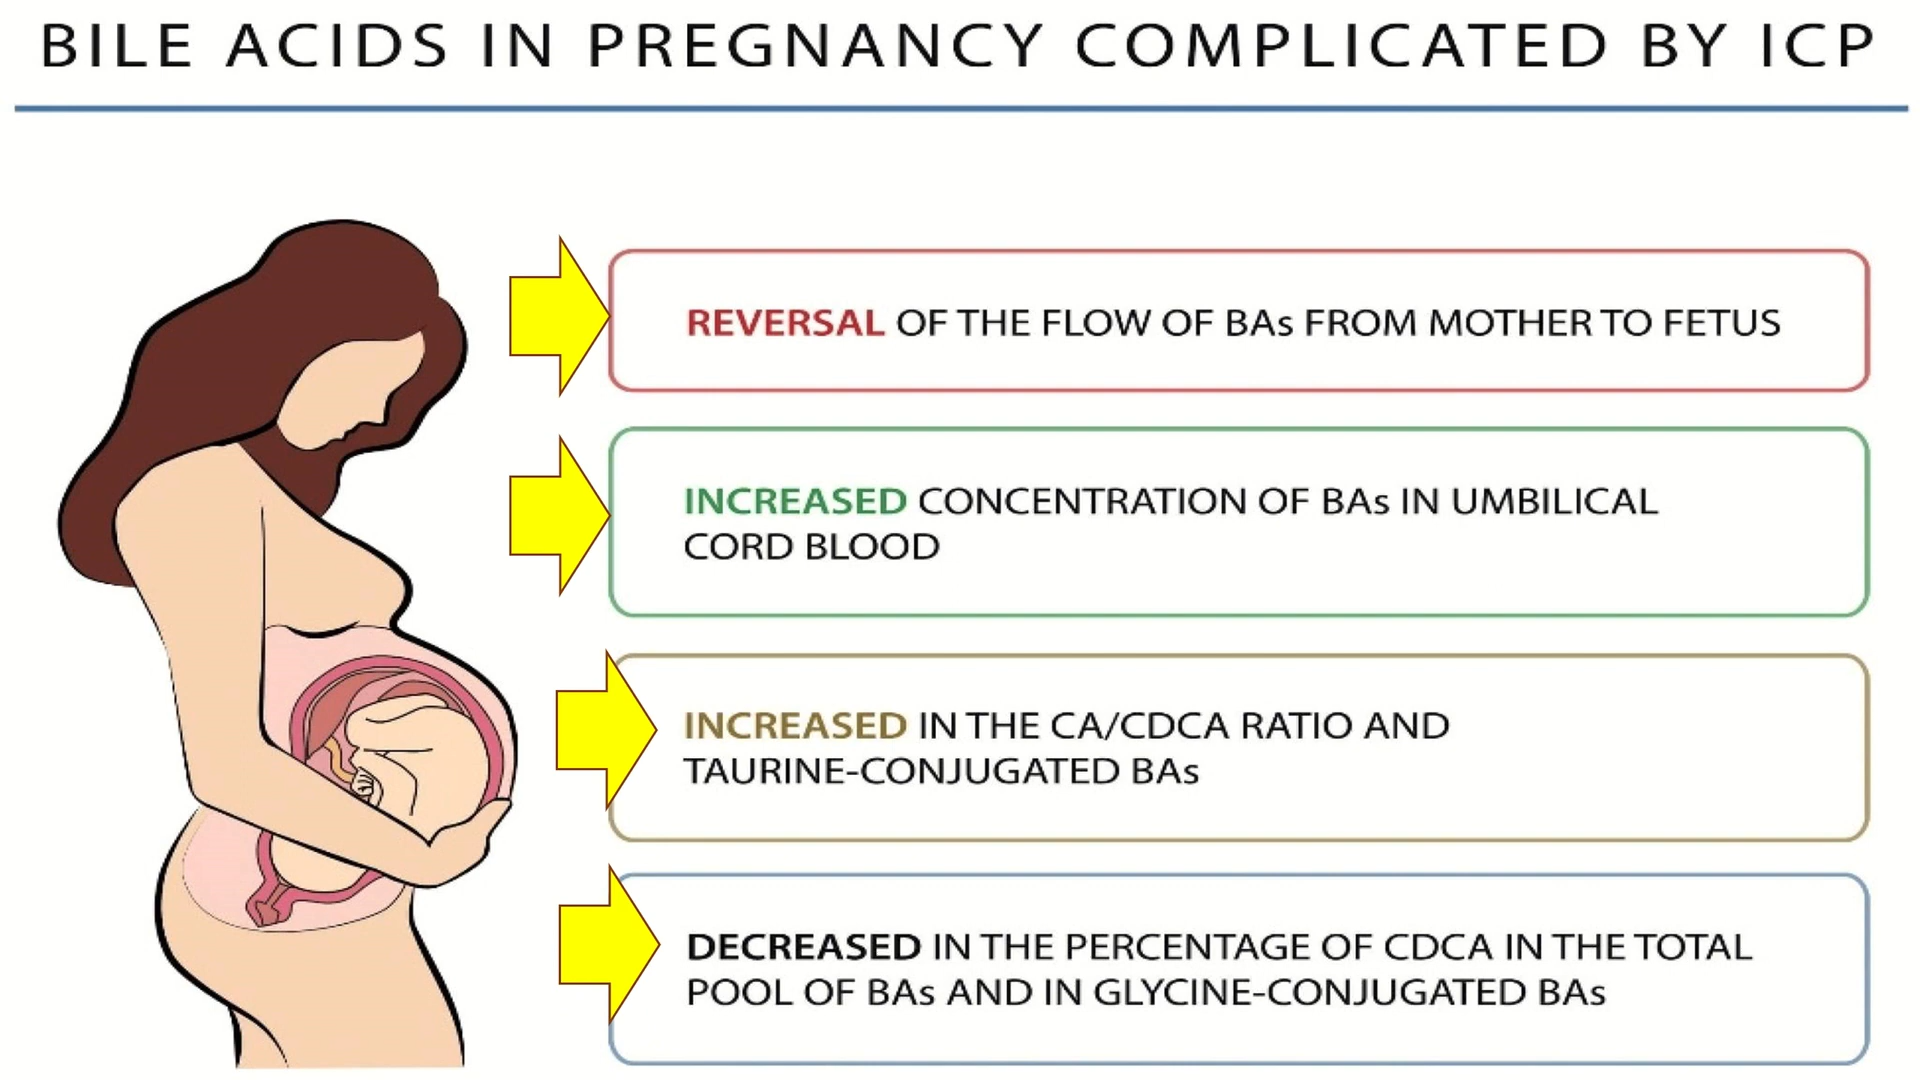 BILE ACIDS IN PREGNANCY COMPLICATED BY ICP
REVERSAL OF THE FLOW OF BAs FROM MOTHER TO FETUS
INCREASED CONCENTRATION OF BAs IN UMBILICAL
CORD BLOOD
INCREASED IN THE CA/CDCA RATIO AND
TAURINE-CONJUGATED BAs
DECREASED IN THE PERCENTAGE OF CDCA IN THE TOTAL
POOL OF BAs AND IN GLYCINE-CONJUGATED BAs